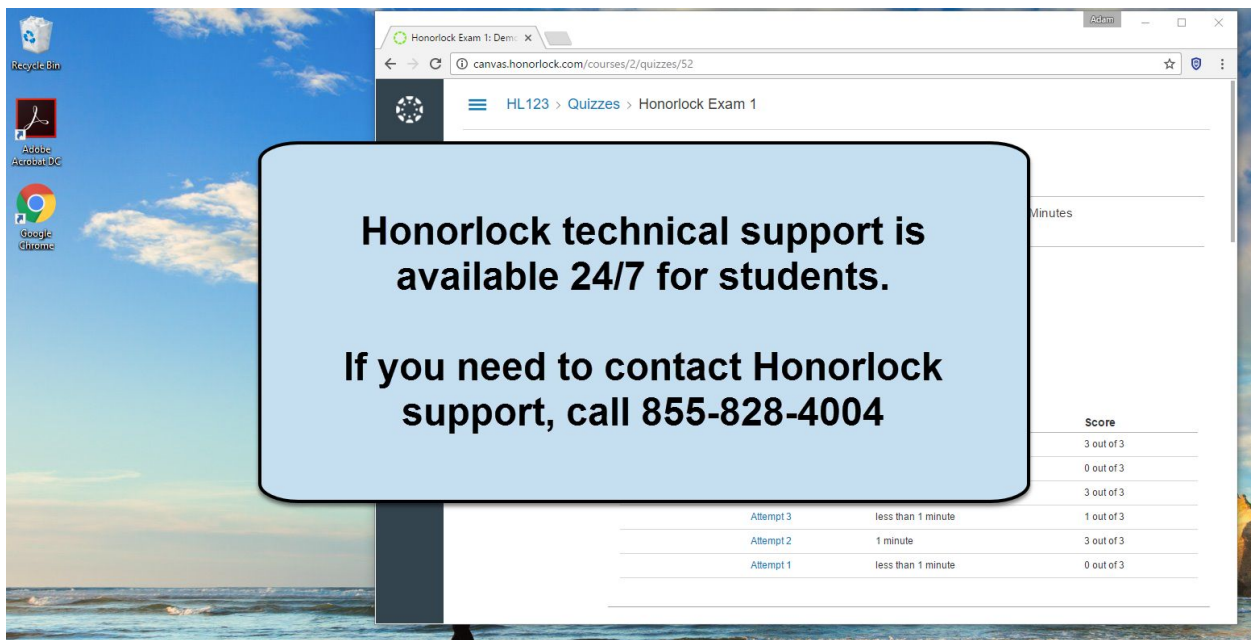 Recycle Bin
Adobe
Acrobat DC
Google
Chrome
Adam
Honorlock Exam 1: Demo
canvas.honorlock.com/courses/2/quizzes/52
HL123 > Quizzes > Honorlock Exam 1
Minutes
Honorlock technical support is
available 24/7 for students.
If you need to contact Honorlock
support, call 855-828-4004
Score
3 out of 3
0 out of 3
3 out of 3
Attempt 3 less than 1 minute 1 out of 3
Attempt 2 1 minute 3 out of 3
Attempt 1 less than 1 minute 0 out of 3